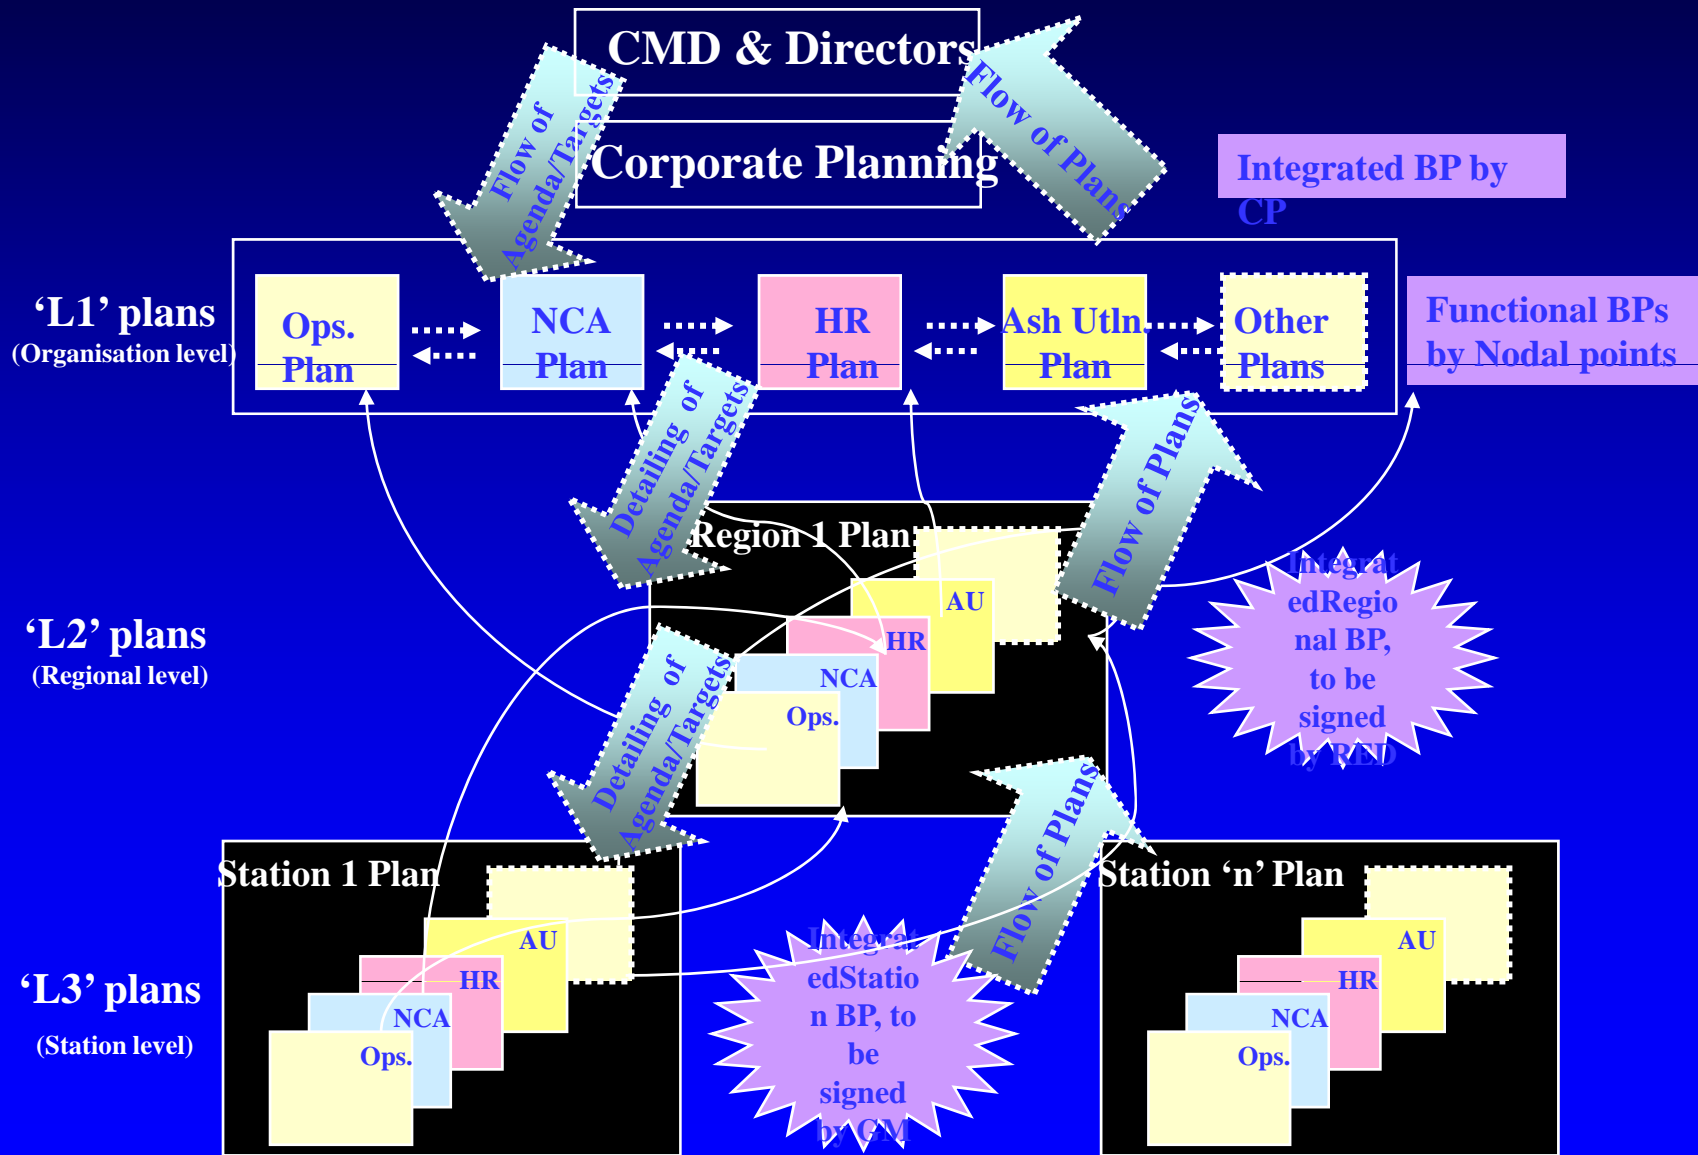 CMD & Directors
Flow of
Agenda/Targets
Flow of Plans
Corporate Planning
Integrated BP by
CP
‘L1’ plans
(Organisation level)
Ops.
Plan
NCA
Plan
HR
Plan
Ash Utln.
Plan
Other
Plans
Functional BPs
by Nodal points
Detailing of
Agenda/Targets
Flow of Plans
Region 1 Plan
AU
HR
NCA
Ops.
‘L2’ plans
(Regional level)
Integrat
edRegio
nal BP,
to be
signed
by RED
Detailing of
Agenda/Targets
Flow of Plans
Station 1 Plan
AU
HR
NCA
Ops.
‘L3’ plans
(Station level)
Integrat
edStatio
n BP, to
be
signed
by GM
Station ‘n’ Plan
AU
HR
NCA
Ops.